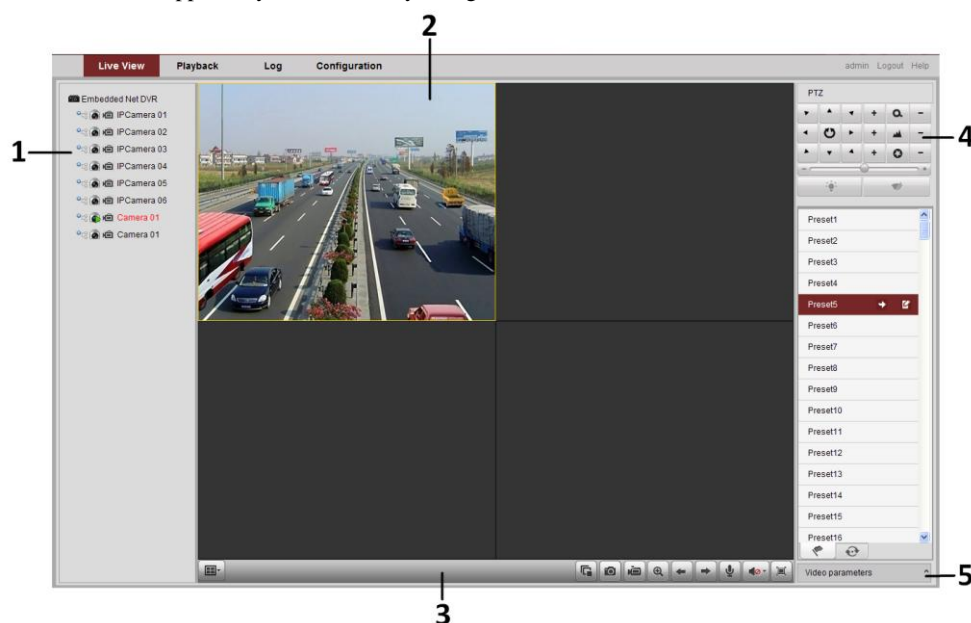 2
Live View Playback Log Configuration admin Logout Help
Embedded Net DVR
IPCamera 01
IPCamera 02
IPCamera 03
IPCamera 04
IPCamera 05
IPCamera 06
Camera 01
Camera 01
1
PTZ
4
Preset1
Preset2
Preset3
Preset4
Preset5
Preset6
Preset7
Preset8
Preset9
Preset10
Preset11
Preset12
Preset13
Preset14
Preset15
Preset16
Video parameters
5
3